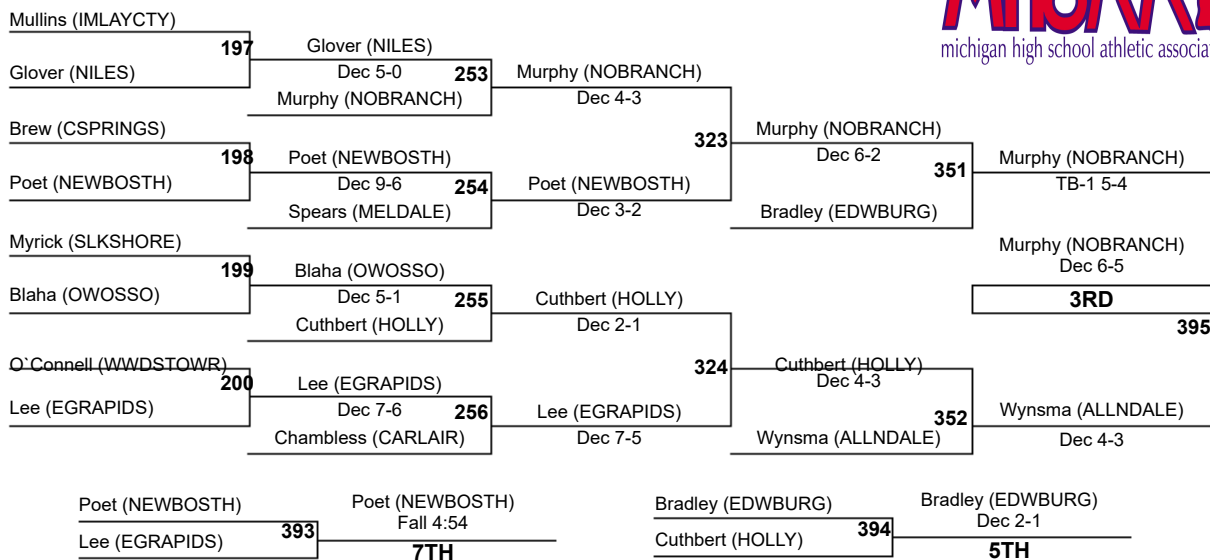 Mullins (IMLAYCTY)
197
Glover (NILES)
Glover (NILES)
Dec 5-0
253
Murphy (NOBRANCH)
Murphy (NOBRANCH)
Dec 4-3
Brew (CSPRINGS)
198
Poet (NEWBOSTH)
Poet (NEWBOSTH)
Dec 9-6
254
Spears (MELDALE)
Poet (NEWBOSTH)
Dec 3-2
323
Murphy (NOBRANCH)
Dec 6-2
351
Bradley (EDWBURG)
Murphy (NOBRANCH)
TB-1 5-4
Myrick (SLKSHORE)
199
Blaha (OWOSSO)
Blaha (OWOSSO)
Dec 5-1
255
Cuthbert (HOLLY)
Cuthbert (HOLLY)
Dec 2-1
O`Connell (WWDSTOWR)
200
Lee (EGRAPIDS)
Lee (EGRAPIDS)
Dec 7-6
256
Chambless (CARLAIR)
Lee (EGRAPIDS)
Dec 7-5
324
Cuthbert (HOLLY)
Dec 4-3
352
Wynsma (ALLNDALE)
Wynsma (ALLNDALE)
Dec 4-3
michigan high school athletic
Murphy (NOBRANCH)
Dec 6-5
3RD
395
Poet (NEWBOSTH)
393
Lee (EGRAPIDS)
Poet (NEWBOSTH)
Fall 4:54
7TH
Bradley (EDWBURG)
394
Cuthbert (HOLLY)
Bradley (EDWBURG)
Dec 2-1
5TH